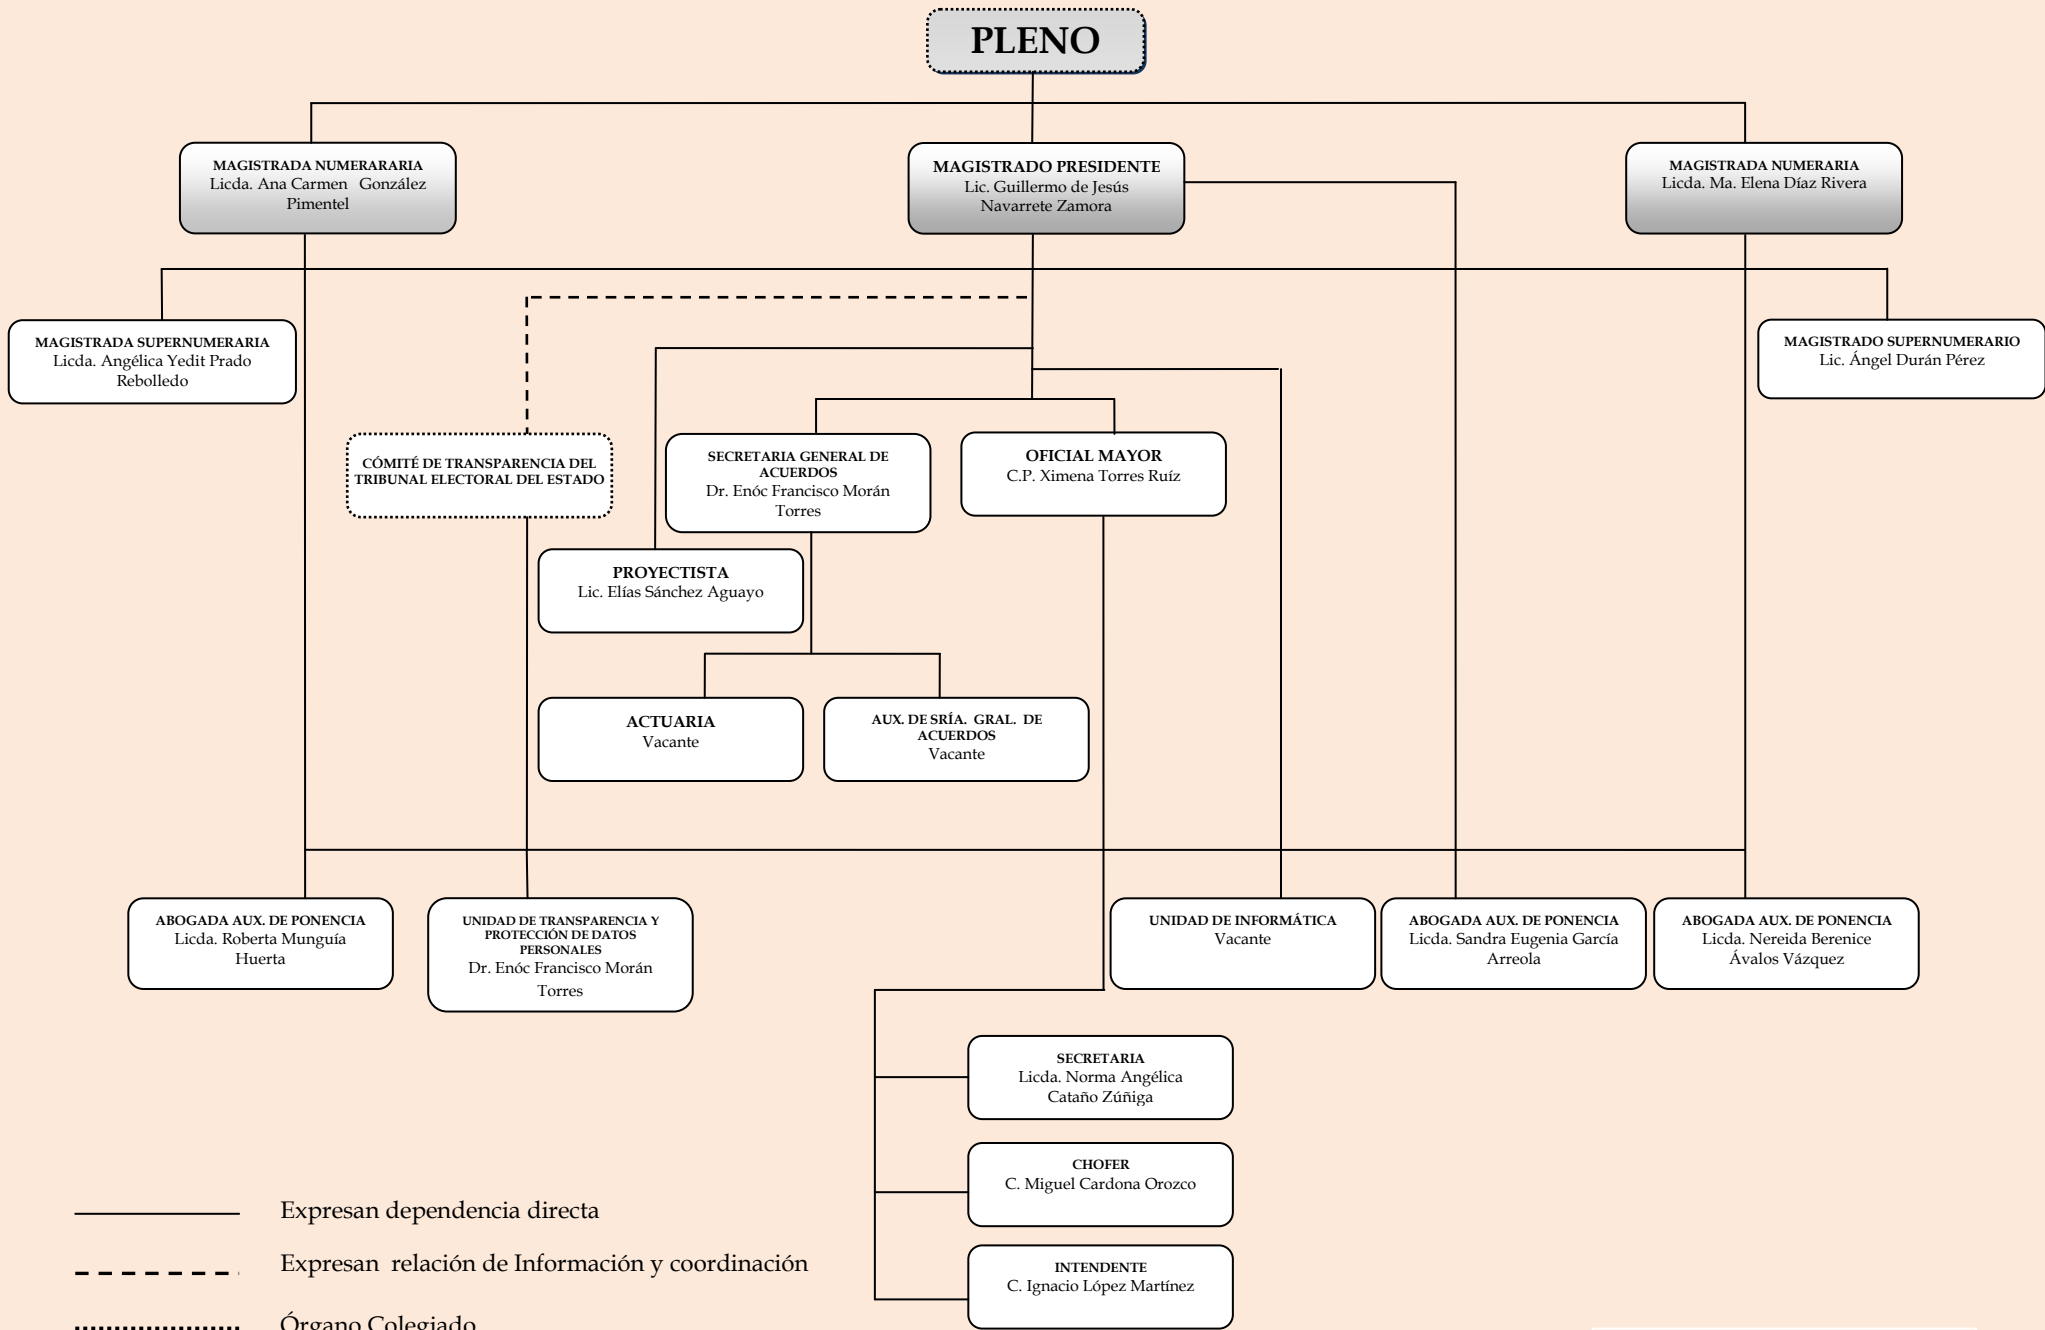 PLENO
MAGISTRADA NUMERARARIA
Licda. Ana Carmen González
Pimentel
MAGISTRADO PRESIDENTE
Lic. Guillermo de Jesús
Navarrete Zamora
MAGISTRADA NUMERARIA
Licda. Ma. Elena Díaz Rivera
MAGISTRADA SUPERNUMERARIA
Licda. Angélica Yedit Prado
Rebolledo
MAGISTRADO SUPERNUMERARIO
Lic. Ángel Durán Pérez
CÓMITÉ DE TRANSPARENCIA DEL
TRIBUNAL ELECTORAL DEL ESTADO
SECRETARIA GENERAL DE
ACUERDOS
Dr. Enóc Francisco Morán
Torres
OFICIAL MAYOR
C.P. Ximena Torres Ruíz
PROYECTISTA
Lic. Elías Sánchez Aguayo
ACTUARIA
Vacante
AUX. DE SRÍA. GRAL. DE
ACUERDOS
Vacante
ABOGADA AUX. DE PONENCIA
Licda. Roberta Munguía
Huerta
UNIDAD DE TRANSPARENCIA Y
PROTECCIÓN DE DATOS
PERSONALES
Dr. Enóc Francisco Morán
Torres
UNIDAD DE INFORMÁTICA
Vacante
ABOGADA AUX. DE PONENCIA
Licda. Sandra Eugenia García
Arreola
ABOGADA AUX. DE PONENCIA
Licda. Nereida Berenice
Ávalos Vázquez
SECRETARIA
Licda. Norma Angélica
Cataño Zúñiga
CHOFER
C. Miguel Cardona Orozco
INTENDENTE
C. Ignacio López Martínez
Expresan dependencia directa
Expresan relación de Información y coordinación
Órgano Colegiado